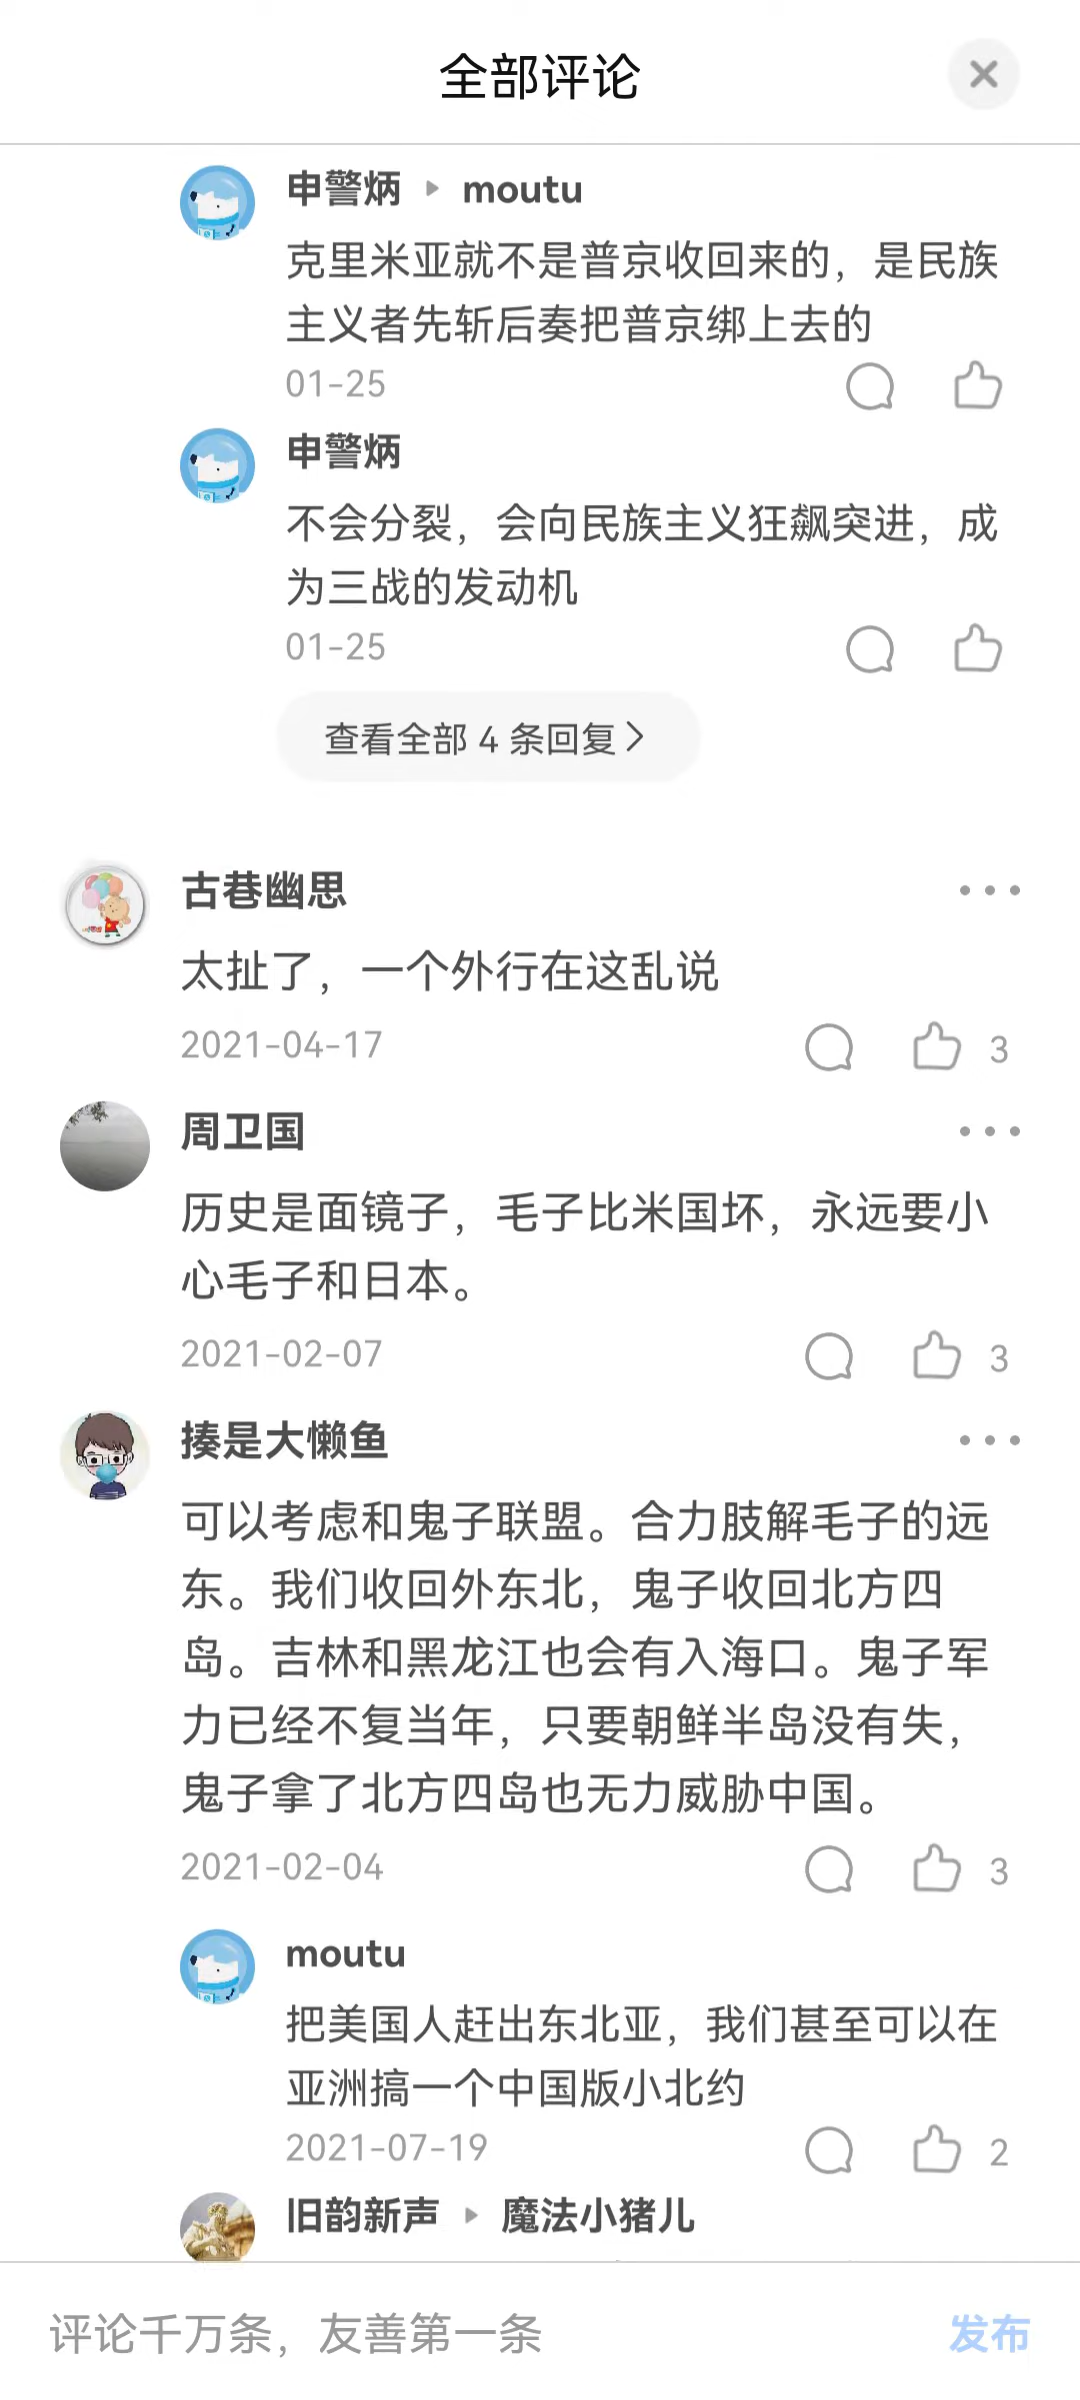 全部评论
申警炳 ▸ moutu
克里米亚就不是普京收回来的，是民族
主义者先斩后奏把普京绑上去的
01-25
申警炳
不会分裂，会向民族主义狂飙突进，成
为三战的发动机
01-25
查看全部 4 条回复
古巷幽思
太扯了，一个外行在这乱说
2021-04-17
3
周卫国
历史是面镜子，毛子比米国坏，永远要小
心毛子和日本。
2021-02-07
3
揍是大懒鱼
可以考虑和鬼子联盟。合力肢解毛子的远
东。我们收回外东北，鬼子收回北方四
岛。吉林和黑龙江也会有入海口。鬼子军
力已经不复当年，只要朝鲜半岛没有失，
鬼子拿了北方四岛也无力威胁中国。
2021-02-04
3
moutu
把美国人赶出东北亚，我们甚至可以在
亚洲搞一个中国版小北约
2021-07-19
2
旧韵新声 ▸ 魔法小猪儿
评论千万条，友善第一条
发布